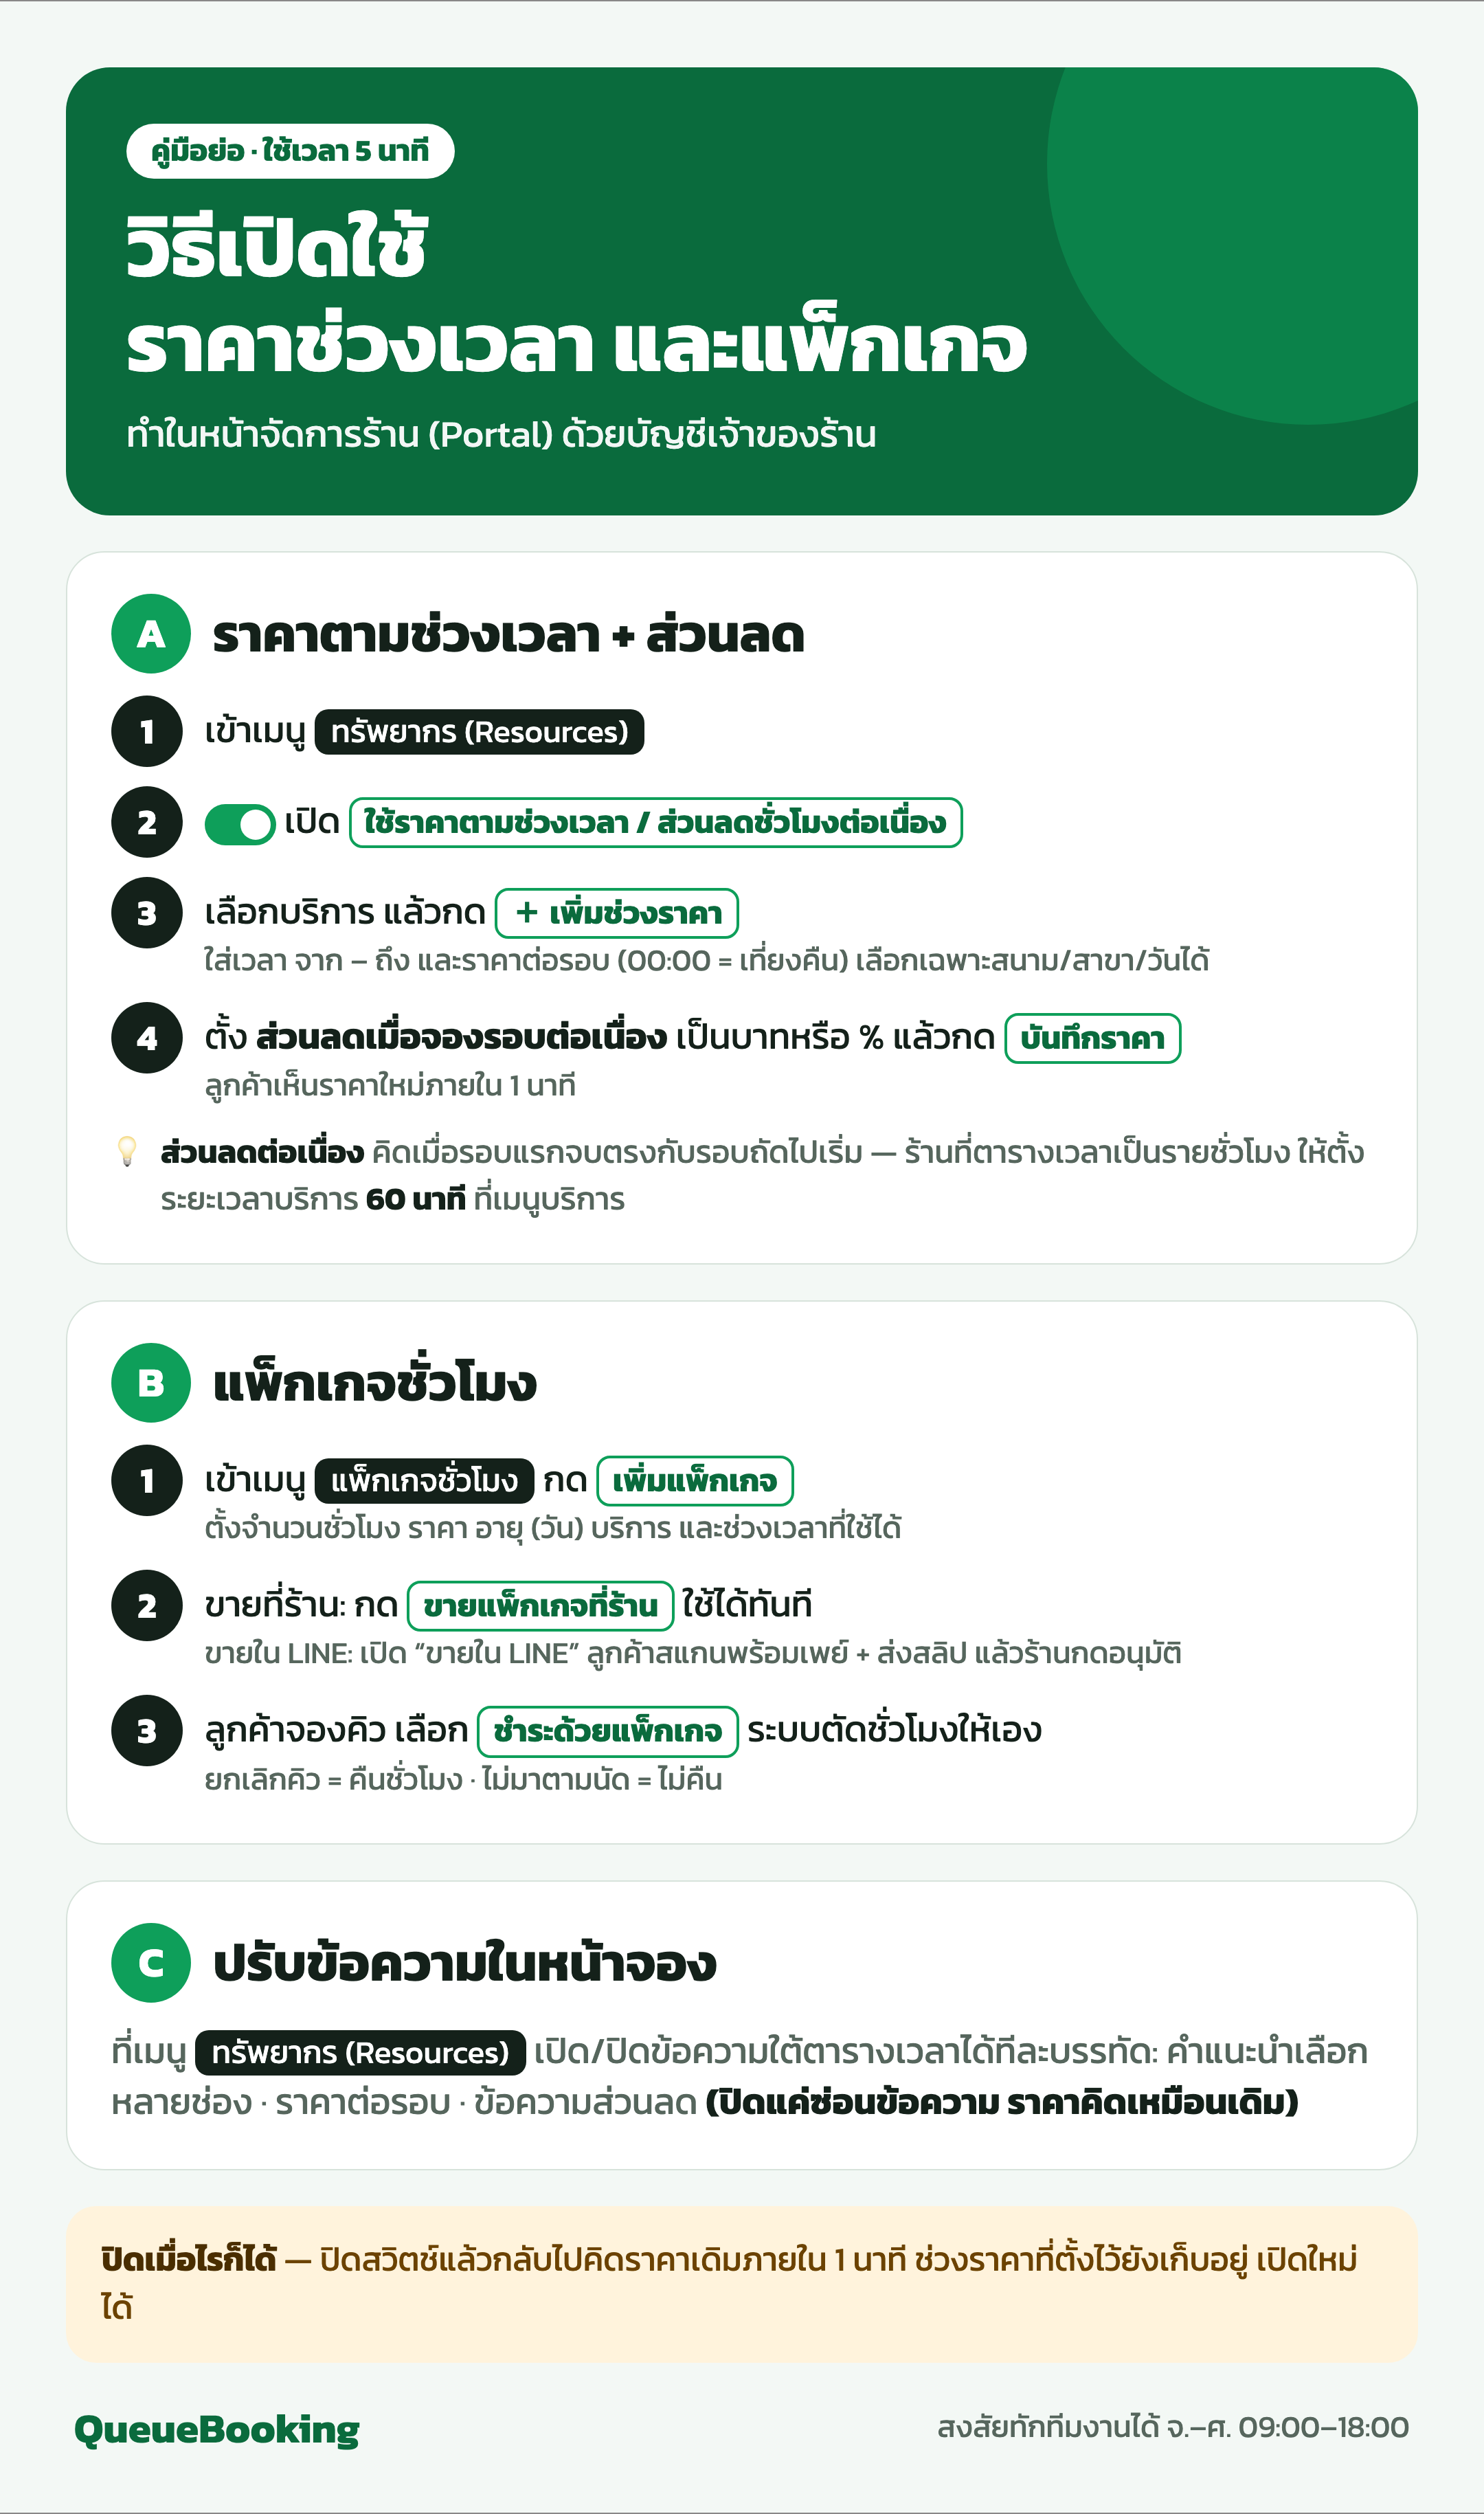 คู่มือย่อ · ใช้เวลา 5 นาที
วิธีเปิดใช้
ราคาช่วงเวลา และแพ็กเกจ
ทำในหน้าจัดการร้าน (Portal) ด้วยบัญชีเจ้าของร้าน
A ราคาตามช่วงเวลา + ส่วนลด
1 เข้าเมนู ทรัพยากร (Resources)
2 เปิด ใช้ราคาตามช่วงเวลา / ส่วนลดชั่วโมงต่อเนื่อง
3 เลือกบริการ แล้วกด + เพิ่มช่วงราคา
ใส่เวลา จาก – ถึง และราคาต่อรอบ (00:00 = เที่ยงคืน) เลือกเฉพาะสนาม/สาขา/วันได้
4 ตั้ง ส่วนลดเมื่อจองรอบต่อเนื่อง เป็นบาทหรือ % แล้วกด บันทึกราคา
ลูกค้าเห็นราคาใหม่ภายใน 1 นาที
ส่วนลดต่อเนื่อง คิดเมื่อรอบแรกจบตรงกับรอบถัดไปเริ่ม — ร้านที่ตารางเวลาเป็นรายชั่วโมง ให้ตั้ง
ระยะเวลาบริการ 60 นาที ที่เมนูบริการ
B แพ็กเกจชั่วโมง
1 เข้าเมนู แพ็กเกจชั่วโมง กด เพิ่มแพ็กเกจ
ตั้งจำนวนชั่วโมง ราคา อายุ (วัน) บริการ และช่วงเวลาที่ใช้ได้
2 ขายที่ร้าน: กด ขายแพ็กเกจที่ร้าน ใช้ได้ทันที
ขายใน LINE: เปิด “ขายใน LINE” ลูกค้าสแกนพร้อมเพย์ + ส่งสลิป แล้วร้านกดอนุมัติ
3 ลูกค้าจองคิว เลือก ชำระด้วยแพ็กเกจ ระบบตัดชั่วโมงให้เอง
ยกเลิกคิว = คืนชั่วโมง · ไม่มาตามนัด = ไม่คืน
C ปรับข้อความในหน้าจอง
ที่เมนู ทรัพยากร (Resources) เปิด/ปิดข้อความใต้ตารางเวลาได้ทีละบรรทัด: คำแนะนำเลือก
หลายช่อง · ราคาต่อรอบ · ข้อความส่วนลด (ปิดแค่ซ่อนข้อความ ราคาคิดเหมือนเดิม)
ปิดเมื่อไรก็ได้ — ปิดสวิตช์แล้วกลับไปคิดราคาเดิมภายใน 1 นาที ช่วงราคาที่ตั้งไว้ยังเก็บอยู่ เปิดใหม่
ได้
QueueBooking
สงสัยทักทีมงานได้ จ.–ศ. 09:00–18:00